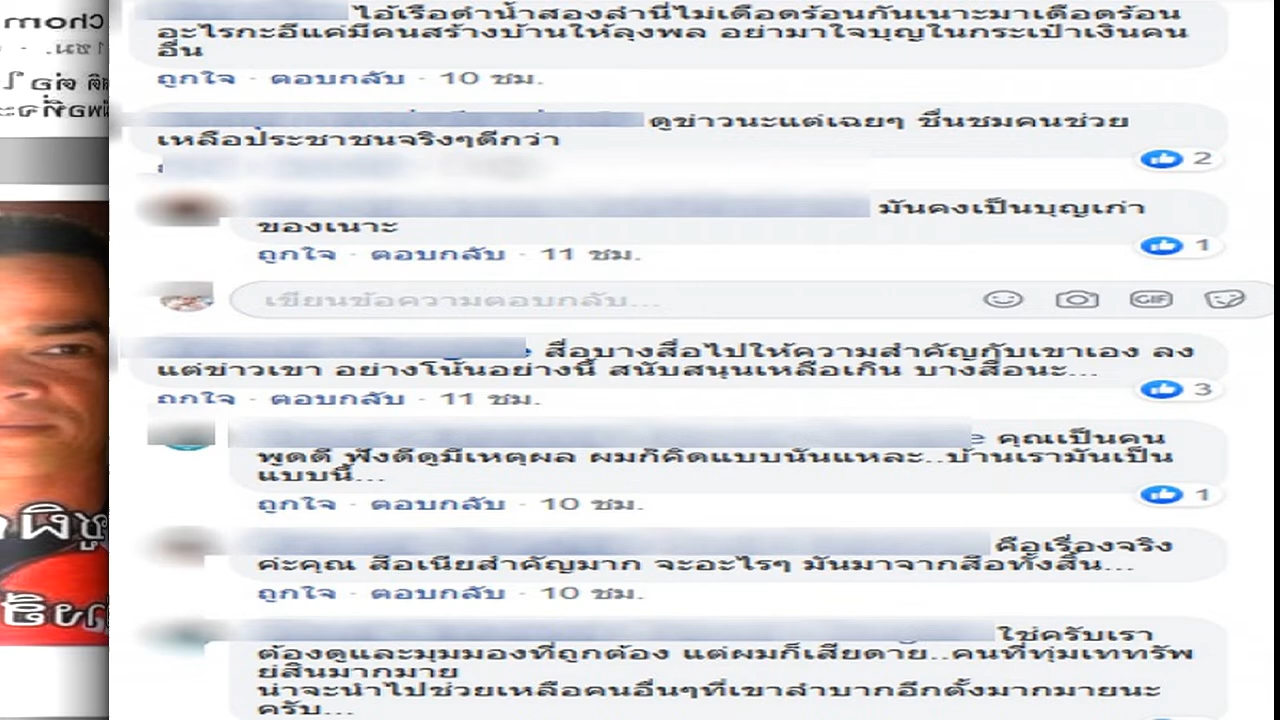 ไอ้เรือดำน้ำสองลำนี่ไม่เดือดร้อนกันเนาะมาเดือดร้อน
อะไรกะอีแค่มีคนสร้างบ้านให้ลุงพล อย่ามาใจบุญในกระเป๋าเงินคน
อื่น
ถูกใจ · ตอบกลับ · 10 ชม.
ดูข่าวนะแต่เฉยๆ ชื่นชมคนช่วย
เหลือประชาชนจริงๆดีกว่า
2
มันคงเป็นบุญเก่า
ของเนาะ
ถูกใจ · ตอบกลับ · 11 ชม.
1
เขียนข้อความตอบกลับ...
GIF
สื่อบางสื่อไปให้ความสำคัญกับเขาเอง ลง
แต่ข่าวเขา อย่างโน้นอย่างนี้ สนับสนุนเหลือเกิน บางสื่อนะ...
ถูกใจ · ตอบกลับ · 11 ชม.
3
คุณเป็นคน
พูดดี ฟังดีดูมีเหตุผล ผมก็คิดแบบนั้นแหละ..บ้านเรามันเป็น
แบบนี้...
ถูกใจ · ตอบกลับ · 10 ชม.
1
คือเรื่องจริง
ค่ะคุณ สื่อเนี่ยสำคัญมาก จะอะไรๆ มันมาจากสื่อทั้งสิ้น...
ถูกใจ · ตอบกลับ · 10 ชม.
ใช่ครับเรา
ต้องดูและมุมมองที่ถูกต้อง แต่ผมก็เสียดาย..คนที่ทุ่มเททรัพ
ย์สินมากมาย
น่าจะนำไปช่วยเหลือคนอื่นๆที่เขาลำบากอีกตั้งมากมายนะ
ครับ...